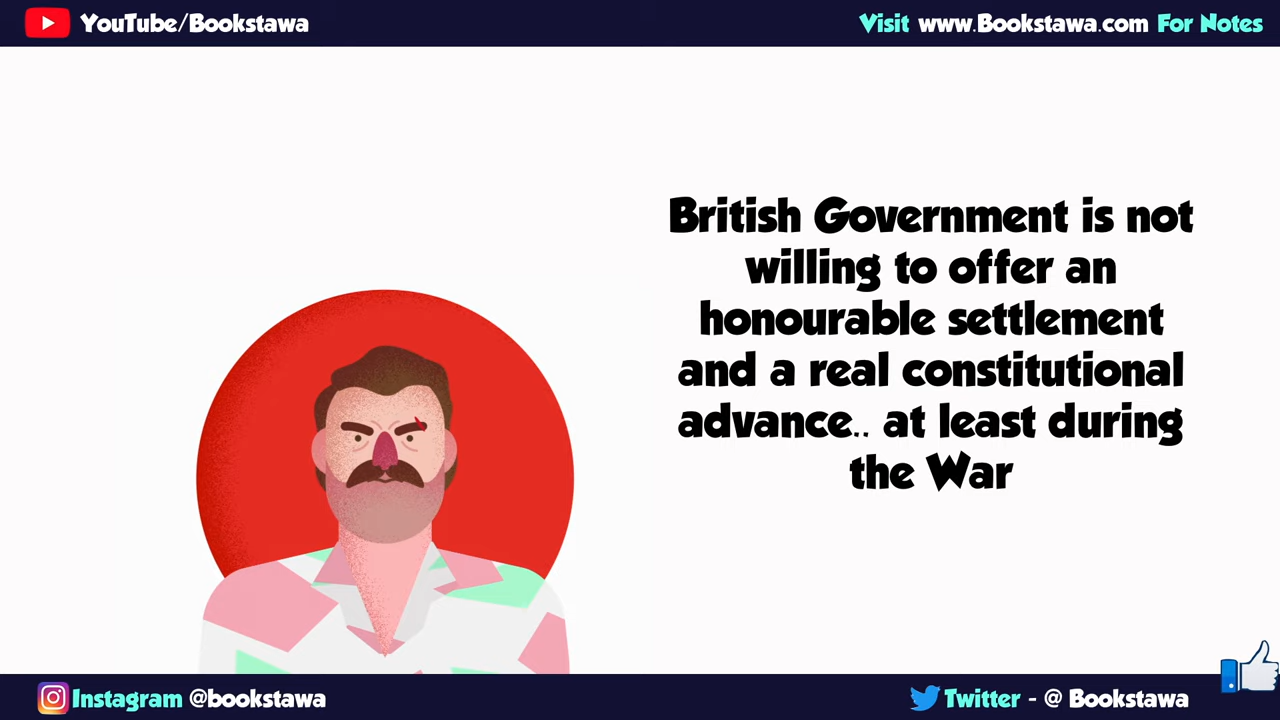 YouTube/Bookstawa
Visit www.Bookstawa.com For Notes
British Government is not
willing to offer an
honourable settlement
and a real constitutional
advance.. at least during
the War
Instagram @bookstawa
Twitter - @ Bookstawa